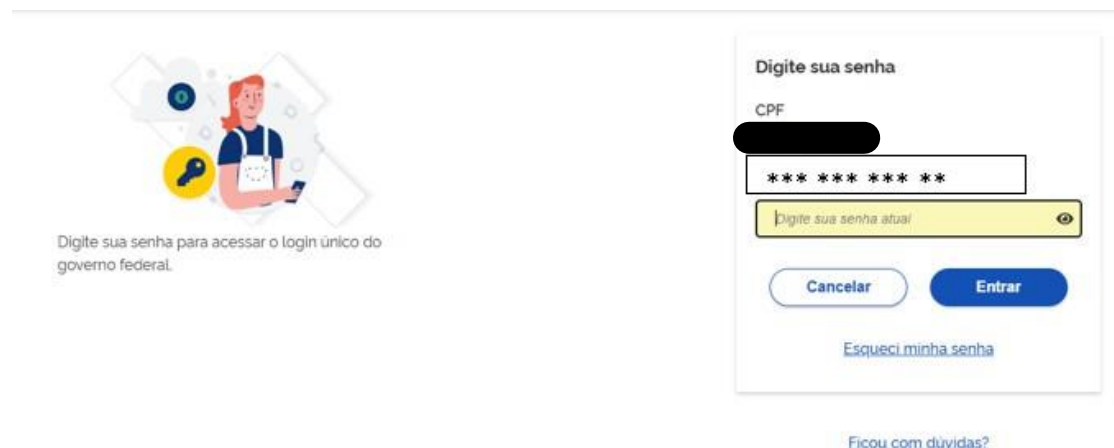 Digite sua senha
CPF
*** *** *** **
Digite sua senha atual
Digite sua senha para acessar o login único do
governo federal.
Cancelar
Entrar
Esqueci minha senha
Ficou com dúvidas?